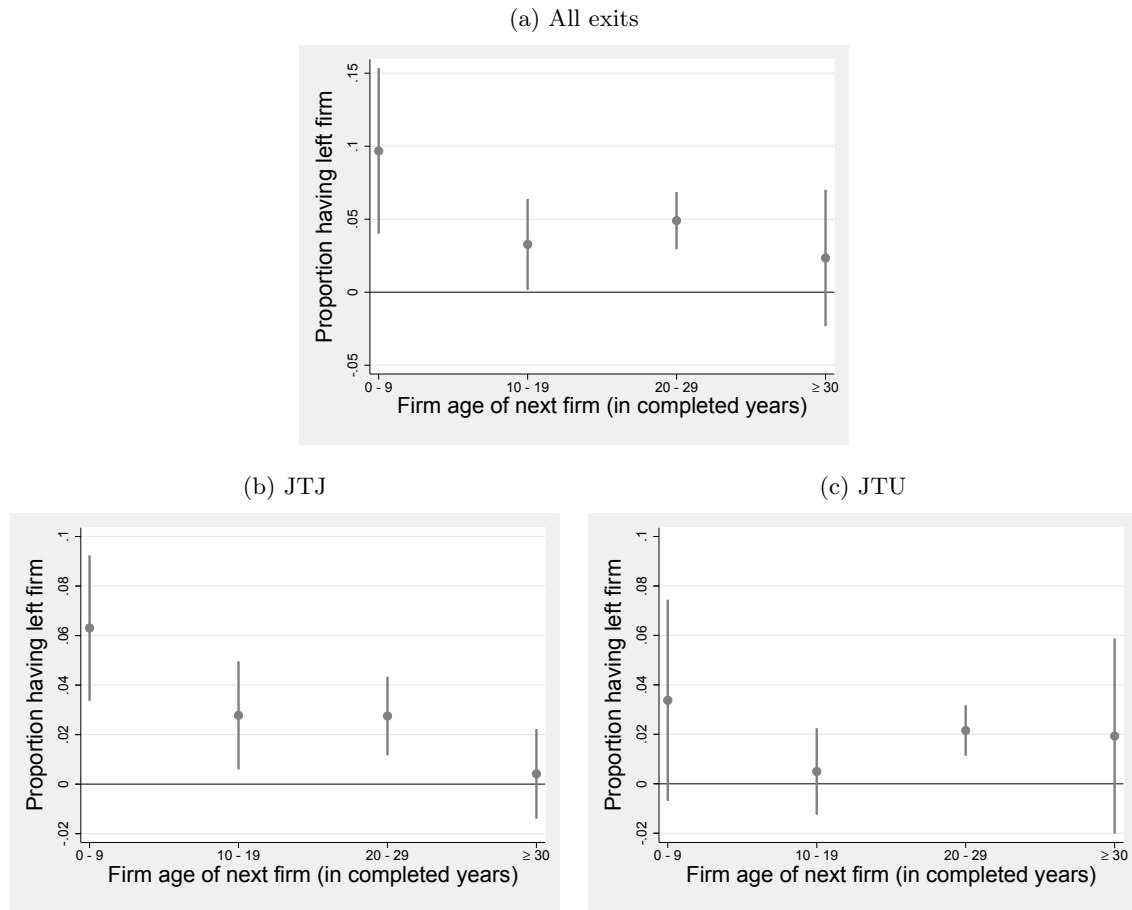 (a) All exits
Proportion having left firm
.15
.1
.05
0
-.05
0 - 9
10 - 19
20 - 29
≥ 30
Firm age of next firm (in completed years)
(b) JTJ
Proportion having left firm
.1
.08
.06
.04
.02
0
-.02
0 - 9
10 - 19
20 - 29
≥ 30
Firm age of next firm (in completed years)
(c) JTU
Proportion having left firm
.1
.08
.06
.04
.02
0
-.02
0 - 9
10 - 19
20 - 29
≥ 30
Firm age of next firm (in completed years)